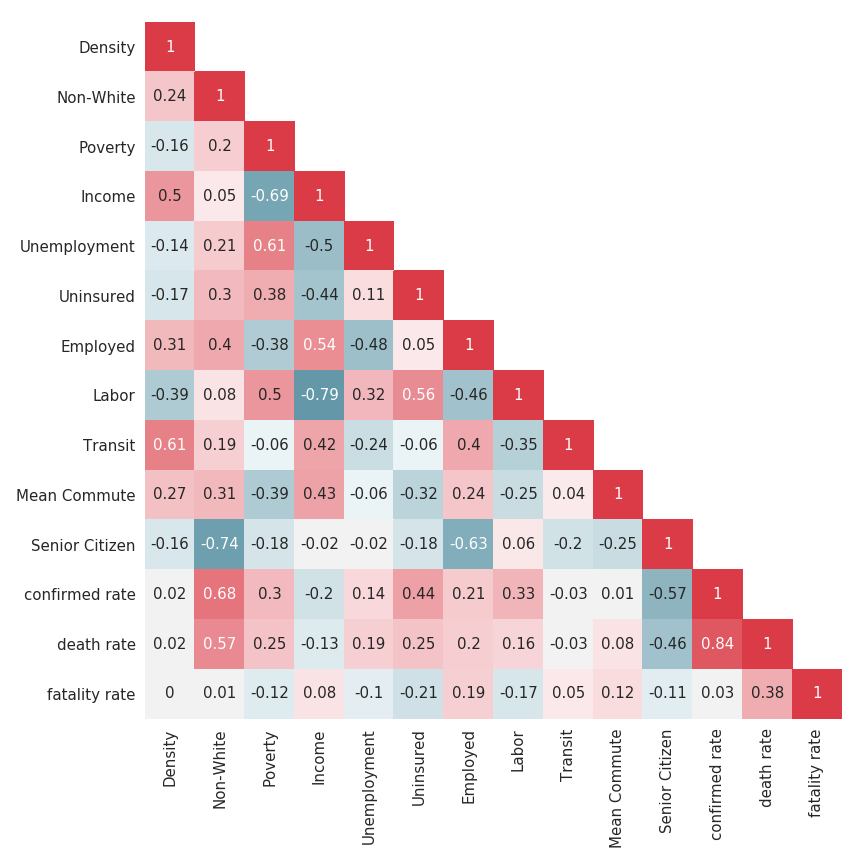 Density 1
Non-White 0.24 1
Poverty -0.16 0.2 1
Income 0.5 0.05 -0.69 1
Unemployment -0.14 0.21 0.61 -0.5 1
Uninsured -0.17 0.3 0.38 -0.44 0.11 1
Employed 0.31 0.4 -0.38 0.54 -0.48 0.05 1
Labor -0.39 0.08 0.5 -0.79 0.32 0.56 -0.46 1
Transit 0.61 0.19 -0.06 0.42 -0.24 -0.06 0.4 -0.35 1
Mean Commute 0.27 0.31 -0.39 0.43 -0.06 -0.32 0.24 -0.25 0.04 1
Senior Citizen -0.16 -0.74 -0.18 -0.02 -0.02 -0.18 -0.63 0.06 -0.2 -0.25 1
confirmed rate 0.02 0.68 0.3 -0.2 0.14 0.44 0.21 0.33 -0.03 0.01 -0.57 1
death rate 0.02 0.57 0.25 -0.13 0.19 0.25 0.2 0.16 -0.03 0.08 -0.46 0.84 1
fatality rate 0 0.01 -0.12 0.08 -0.1 -0.21 0.19 -0.17 0.05 0.12 -0.11 0.03 0.38 1
Density
Non-White
Poverty
Income
Unemployment
Uninsured
Employed
Labor
Transit
Mean Commute
Senior Citizen
confirmed rate
death rate
fatality rate